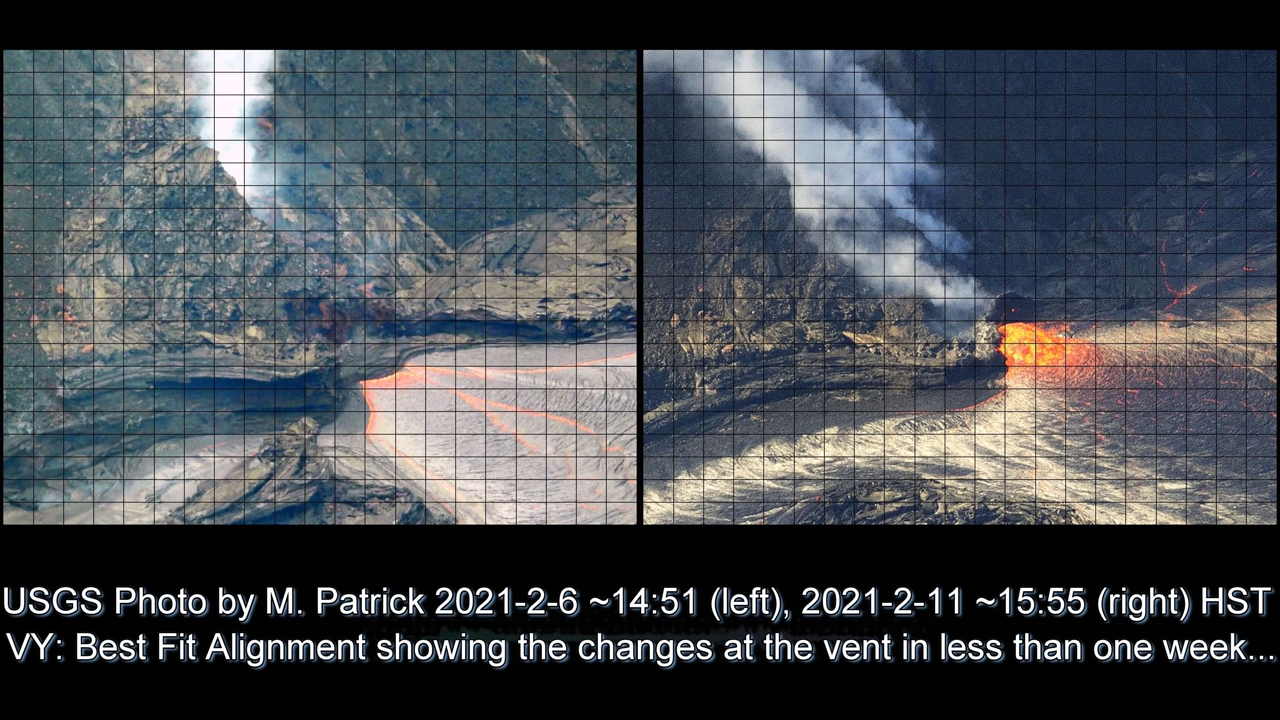 USGS Photo by M. Patrick 2021-2-6 ~14:51 (left), 2021-2-11 ~15:55 (right) HST
VY: Best Fit Alignment showing the changes at the vent in less than one week...